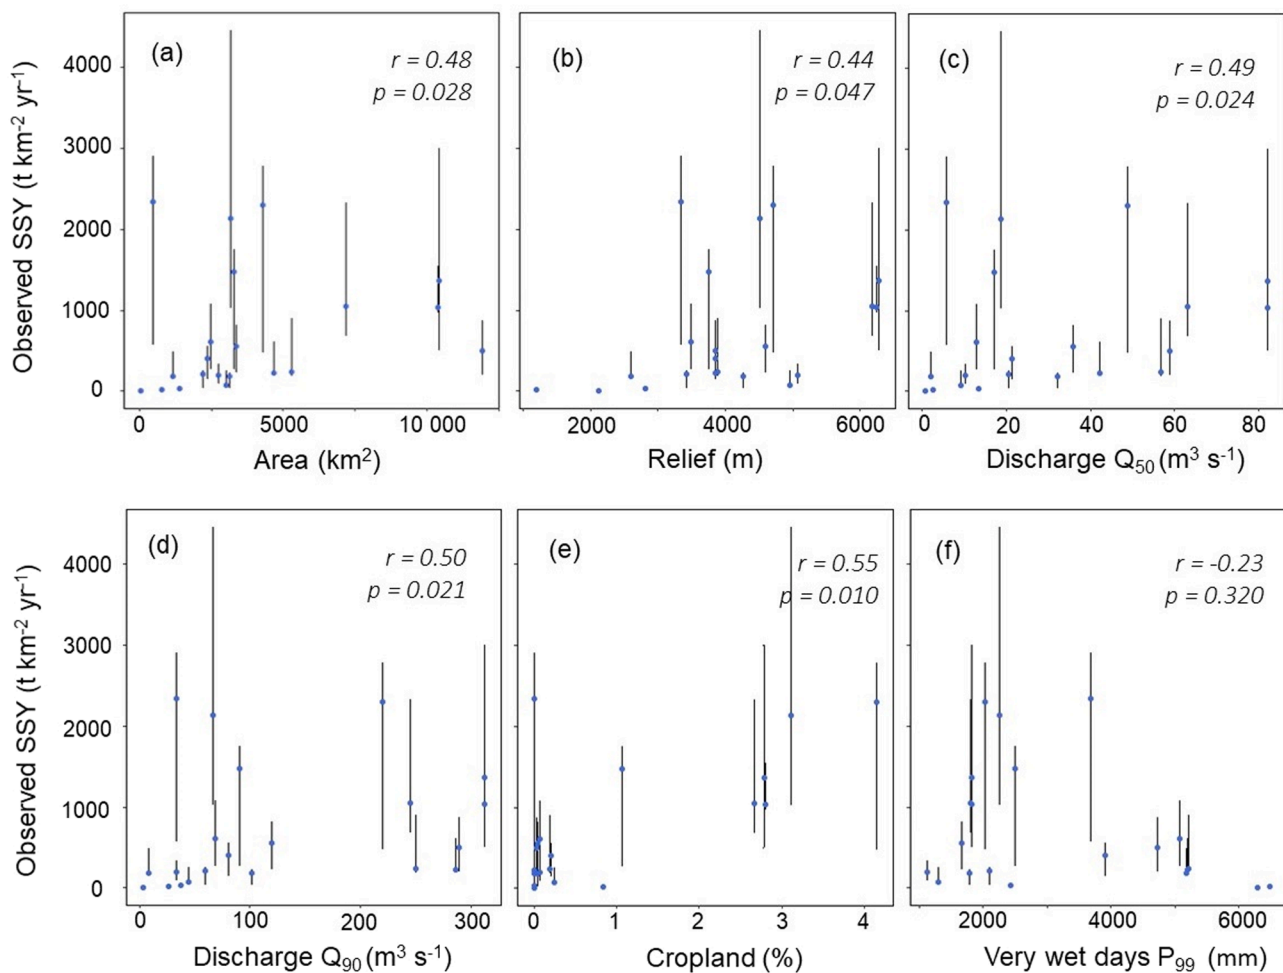 (a)
r = 0.48
p = 0.028
(b)
r = 0.44
p = 0.047
(c)
r = 0.49
p = 0.024
Observed SSY (t km-2 yr-1)
4000
3000
2000
1000
0
0
5000
10 000
Area (km2)
2000
4000
6000
Relief (m)
0
20
40
60
80
Discharge Q50 (m3 s-1)
(d)
r = 0.50
p = 0.021
(e)
r = 0.55
p = 0.010
(f)
r = -0.23
p = 0.320
Observed SSY (t km-2 yr-1)
4000
3000
2000
1000
0
0
100
200
300
Discharge Q90 (m3 s-1)
0
1
2
3
4
Cropland (%)
2000
4000
6000
Very wet days P99 (mm)